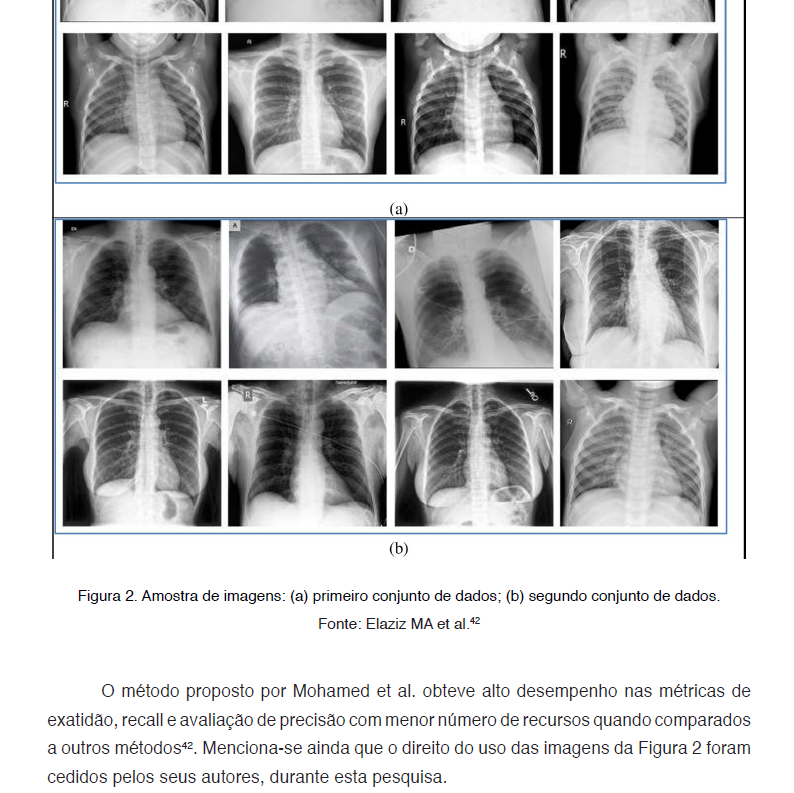 R
R
R
(a)
A
D
L
R
R
(b)
Figura 2. Amostra de imagens: (a) primeiro conjunto de dados; (b) segundo conjunto de dados.
Fonte: Elaziz MA et al.⁴²
O método proposto por Mohamed et al. obteve alto desempenho nas métricas de
exatidão, recall e avaliação de precisão com menor número de recursos quando comparados
a outros métodos⁴². Menciona-se ainda que o direito do uso das imagens da Figura 2 foram
cedidos pelos seus autores, durante esta pesquisa.